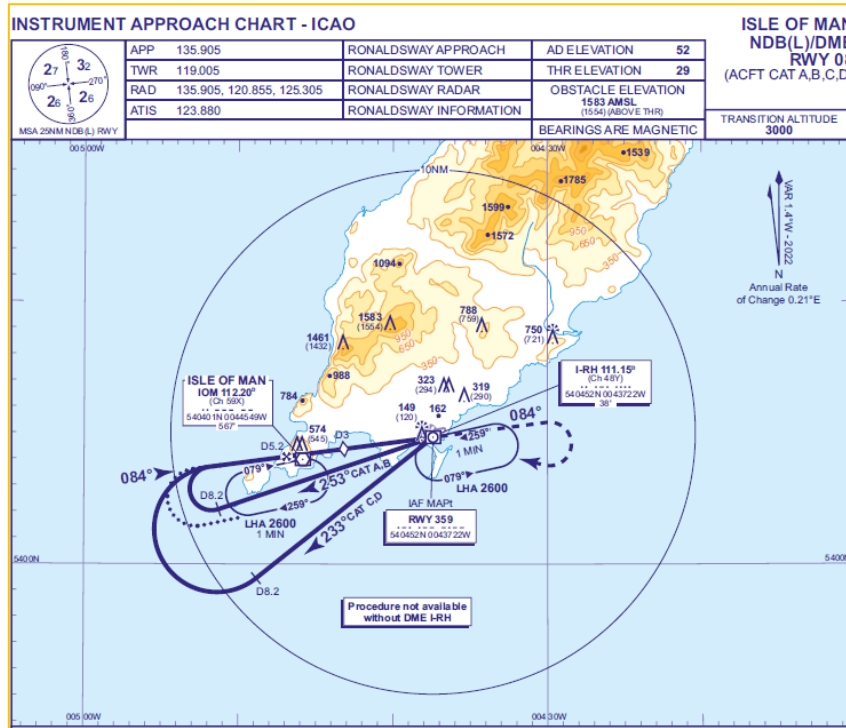 INSTRUMENT APPROACH CHART - ICAO
ISLE OF MAN
NDB(L)/DME
RWY 08
(ACFT CAT A,B,C,D
180°
27 32
090° 270°
26 26
360°
MSA 25NM NDB(L) RWY
APP 135.905 RONALDSWAY APPROACH
TWR 119.005 RONALDSWAY TOWER
RAD 135.905, 120.855, 125.305 RONALDSWAY RADAR
ATIS 123.880 RONALDSWAY INFORMATION
AD ELEVATION 52
THR ELEVATION 29
OBSTACLE ELEVATION
1583 AMSL
(1554) (ABOVE THR)
BEARINGS ARE MAGNETIC
TRANSITION ALTITUDE
3000
005 00W
004 30W
10NM
1539
1785
1599
1572
950
650
350
1094
1583
(1554)
950
650
1461
(1432)
788
(759)
750
(721)
350
988
784
323
(294)
319
(290)
149
(120)
162
574
(545)
VAR 1.4°W - 2022
N
Annual Rate
of Change 0.21°E
ISLE OF MAN
IOM 112.20D
(Ch 59X)
540401N 0044549W
567'
I-RH 111.15D
(Ch 48Y)
540452N 0043722W
38'
D5.2
D3
084°
084°
079°
259°
253° CAT A,B
233° CAT C,D
D8.2
D8.2
LHA 2600
1 MIN
259°
1 MIN
079°
LHA 2600
IAF MAPt
RWY 359
540452N 0043722W
5400N
5400N
Procedure not available
without DME I-RH
005 00W
004 30W